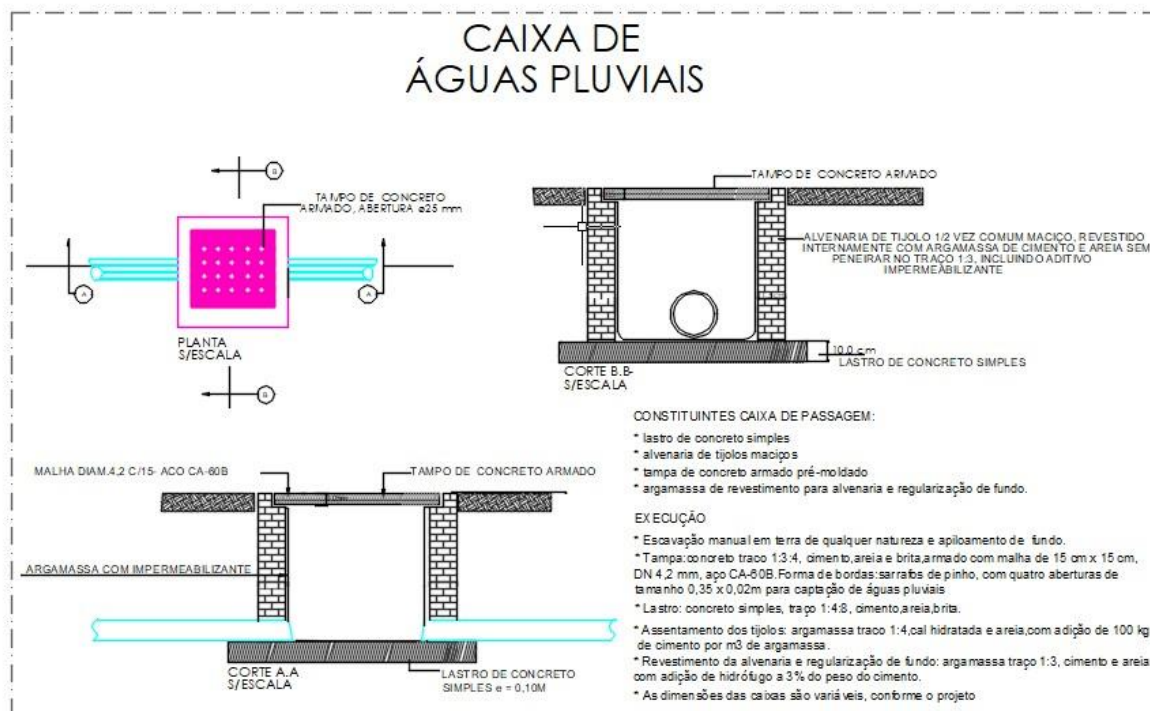 CAIXA DE
ÁGUAS PLUVIAIS
B
TAMPO DE CONCRETO
ARMADO, ABERTURA ø25 mm
A
A
PLANTA
S/ESCALA
B
TAMPO DE CONCRETO ARMADO
ALVENARIA DE TIJOLO 1/2 VEZ COMUM MACIÇO, REVESTIDO
INTERNAMENTE COM ARGAMASSA DE CIMENTO E AREIA SEM
PENEIRAR NO TRAÇO 1:3, INCLUINDO ADITIVO
IMPERMEABILIZANTE
10.0 cm
LASTRO DE CONCRETO SIMPLES
CORTE B.B-
S/ESCALA
MALHA DIAM.4,2 C/15- ACO CA-60B
TAMPO DE CONCRETO ARMADO
ARGAMASSA COM IMPERMEABILIZANTE
CORTE A.A
S/ESCALA
LASTRO DE CONCRETO
SIMPLES e = 0,10M
CONSTITUINTES CAIXA DE PASSAGEM:
* lastro de concreto simples
* alvenaria de tijolos maciços
* tampa de concreto armado pré-moldado
* argamassa de revestimento para alvenaria e regularização de fundo.
EXECUÇÃO
* Escavação manual em terra de qualquer natureza e apiloamento de fundo.
* Tampa:concreto traco 1:3:4, cimento,areia e brita,armado com malha de 15 cm x 15 cm,
DN 4,2 mm, aço CA-60B.Forma de bordas:sarrafos de pinho, com quatro aberturas de
tamanho 0,35 x 0,02m para captação de águas pluviais
* Lastro: concreto simples, traço 1:4:8, cimento,areia,brita.
* Assentamento dos tijolos: argamassa traco 1:4,cal hidratada e areia,com adição de 100 kg
de cimento por m3 de argamassa.
* Revestimento da alvenaria e regularização de fundo: argamassa traço 1:3, cimento e areia
com adição de hidrófugo a 3% do peso do cimento.
* As dimensões das caixas são variáveis, conforme o projeto